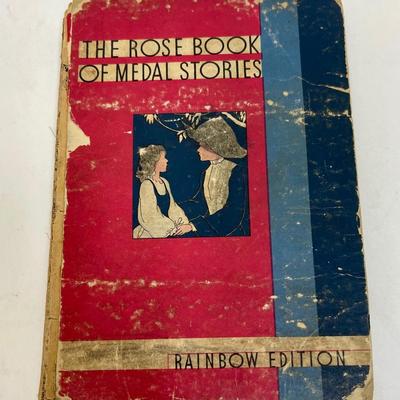 THE ROSE BOOK
OF MEDAL STORIES
RAINBOW EDITION